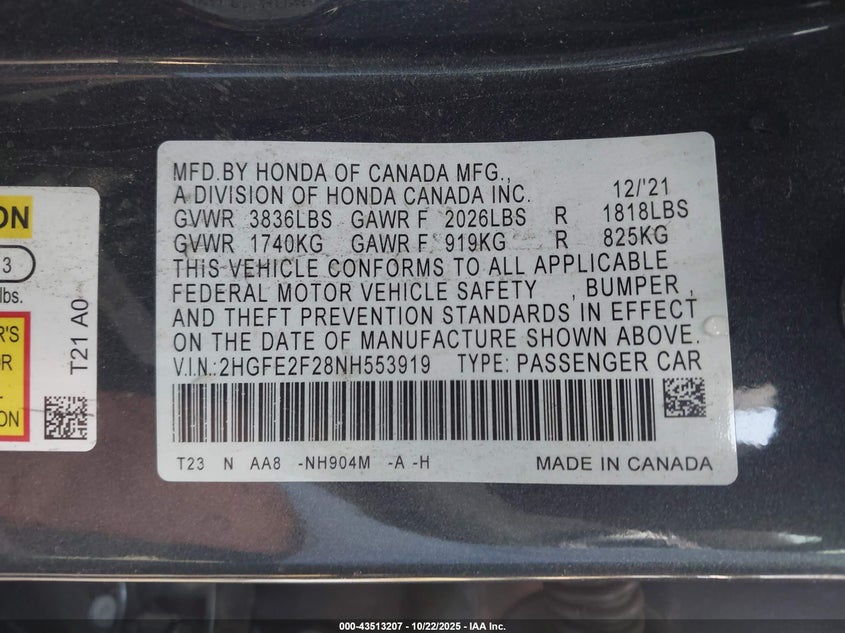 ON
3
lbs.
R'S
OR
L
ION
T21 A0
MFD.BY HONDA OF CANADA MFG.,
A DIVISION OF HONDA CANADA INC. 12/'21
GVWR 3836LBS GAWR F 2026LBS R 1818LBS
GVWR 1740KG GAWR F 919KG R 825KG
THIS VEHICLE CONFORMS TO ALL APPLICABLE
FEDERAL MOTOR VEHICLE SAFETY , BUMPER ,
AND THEFT PREVENTION STANDARDS IN EFFECT
ON THE DATE OF MANUFACTURE SHOWN ABOVE.
V.I.N.:2HGFE2F28NH553919 TYPE: PASSENGER CAR
T23 N AA8 -NH904M -A -H MADE IN CANADA
000-43513207 - 10/22/2025 - IAA Inc.